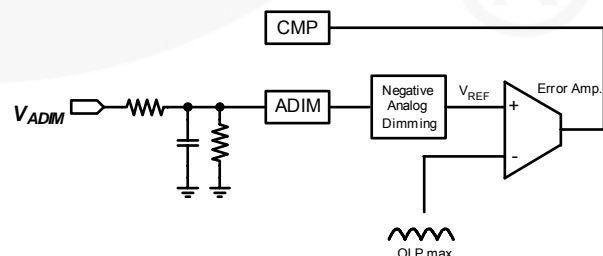 CMP
V_ADIM
ADIM
Negative
Analog
Dimming
V_REF
Error Amp.
+
-
OLP max